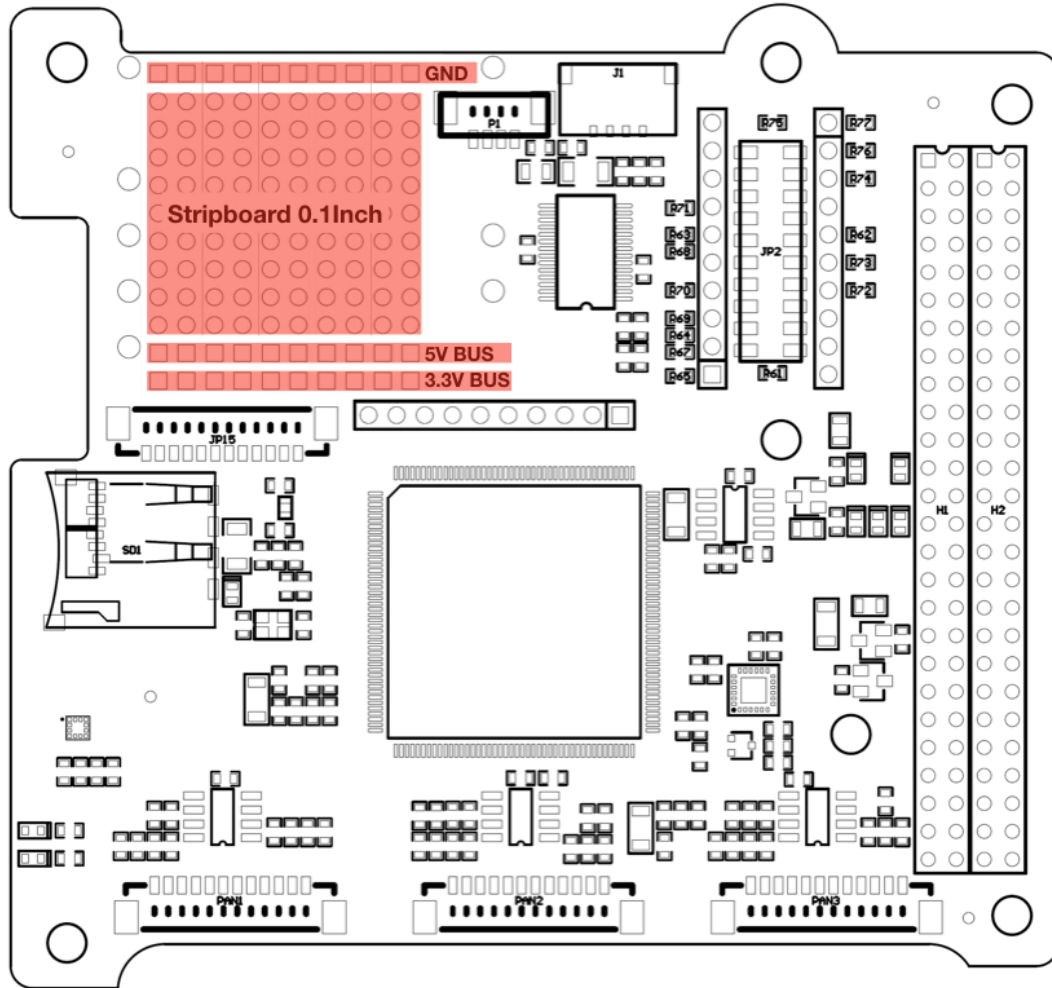 GND
J1
P1
R75
R77
R76
R74
Stripboard 0.1Inch
R71
R63
R68
JP2
R62
R73
R70
R72
R69
R64
5V BUS
R67
3.3V BUS
R65
R61
JP15
H1
H2
SD1
PAN1
PAN2
PAN3